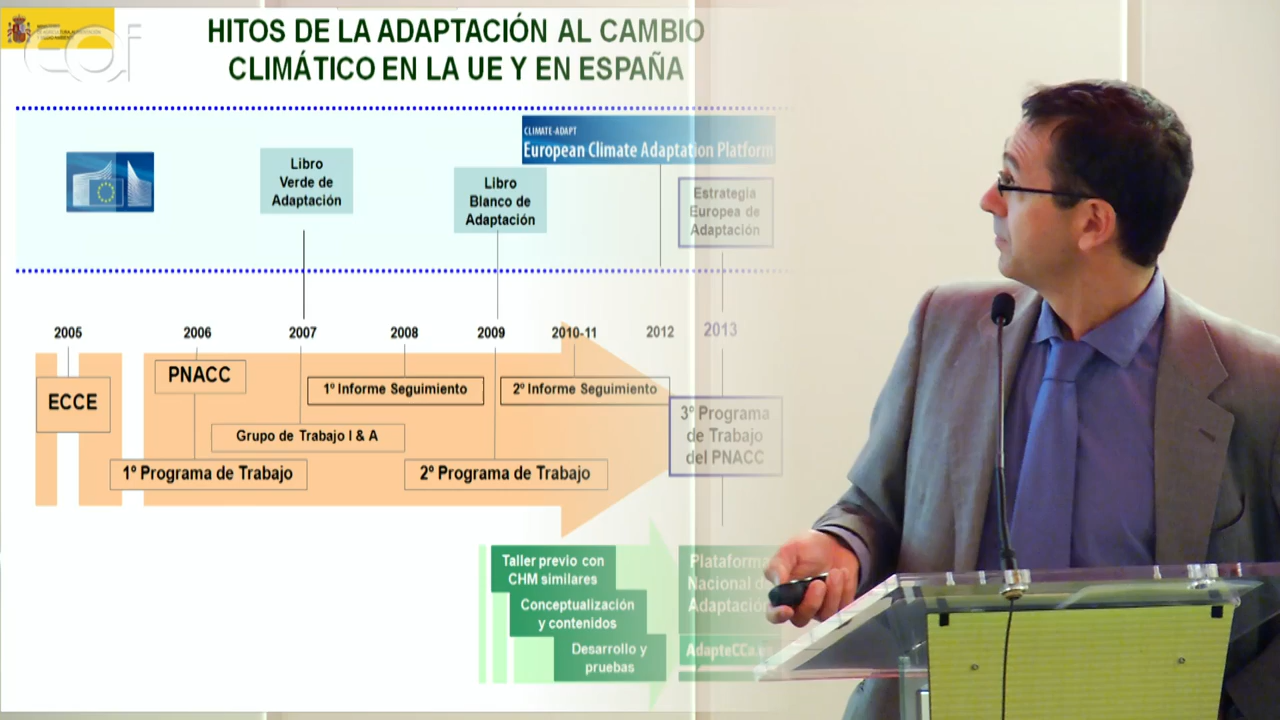 HITOS DE LA ADAPTACIÓN AL CAMBIO
CLIMÁTICO EN LA UE Y EN ESPAÑA
EOI
CLIMATE-ADAPT
European Climate Adaptation Platform
Libro
Verde de
Adaptación
Libro
Blanco de
Adaptación
Estrategia
Europea de
Adaptación
2005
2006
2007
2008
2009
2010-11
2012
2013
ECCE
PNACC
1º Informe Seguimiento
2º Informe Seguimiento
Grupo de Trabajo I & A
1º Programa de Trabajo
2º Programa de Trabajo
3º Programa
de Trabajo
del PNACC
Taller previo con
CHM similares
Conceptualización
y contenidos
Desarrollo y
pruebas
Plataforma
Nacional de
Adaptación
AdapteCCa.es